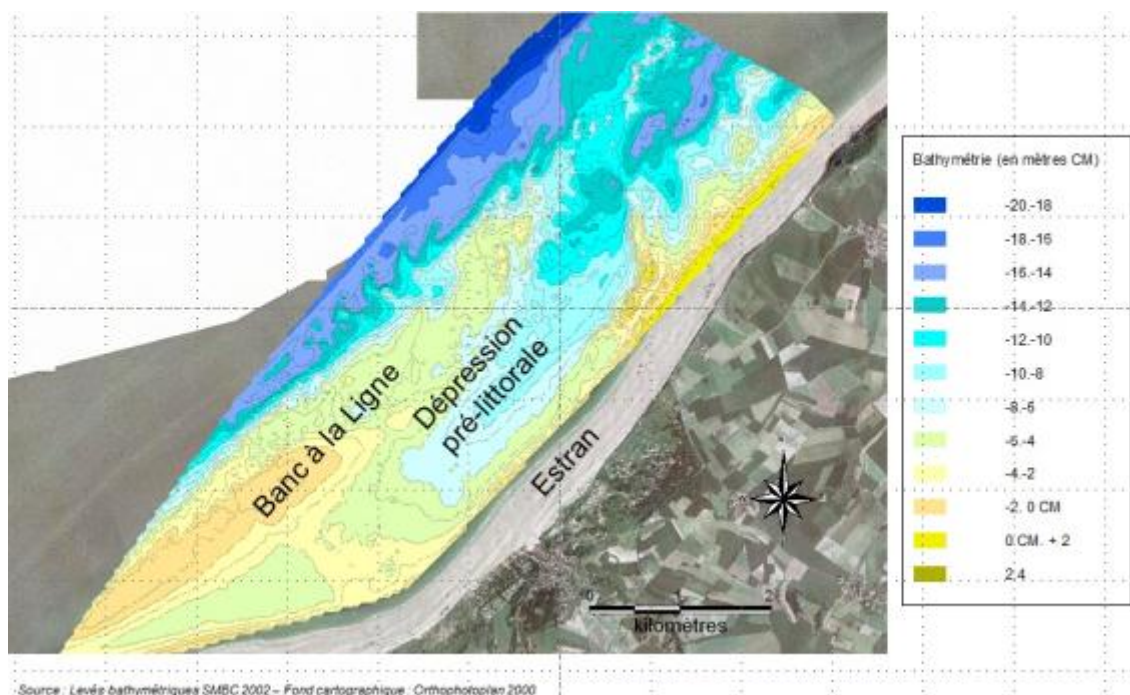 Banc à la Ligne
Dépression
pré-littorale
Estran
0 1 2
kilomètres
Bathymétrie (en mètres CM)
-20.-18
-18.-16
-16.-14
-14.-12
-12.-10
-10.-8
-8.-6
-6.-4
-4.-2
-2. 0 CM
0 CM. + 2
2.4
Source : Levés bathymétriques SMBC 2002 – Fond cartographique : Orthophotoplan 2000